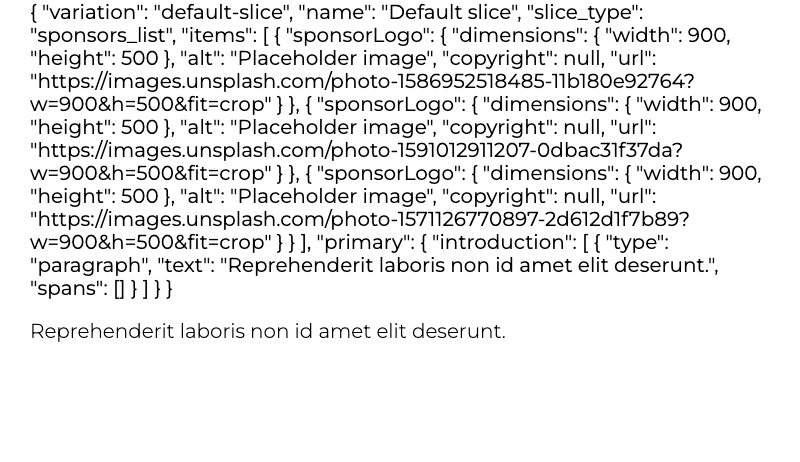 { "variation": "default-slice", "name": "Default slice", "slice_type":
"sponsors_list", "items": [ { "sponsorLogo": { "dimensions": { "width": 900,
"height": 500 }, "alt": "Placeholder image", "copyright": null, "url":
"https://images.unsplash.com/photo-1586952518485-11b180e92764?
w=900&h=500&fit=crop" } }, { "sponsorLogo": { "dimensions": { "width": 900,
"height": 500 }, "alt": "Placeholder image", "copyright": null, "url":
"https://images.unsplash.com/photo-1591012911207-0dbac31f37da?
w=900&h=500&fit=crop" } }, { "sponsorLogo": { "dimensions": { "width": 900,
"height": 500 }, "alt": "Placeholder image", "copyright": null, "url":
"https://images.unsplash.com/photo-1571126770897-2d612d1f7b89?
w=900&h=500&fit=crop" } } ], "primary": { "introduction": [ { "type":
"paragraph", "text": "Reprehenderit laboris non id amet elit deserunt.",
"spans": [] } ] } }
Reprehenderit laboris non id amet elit deserunt.